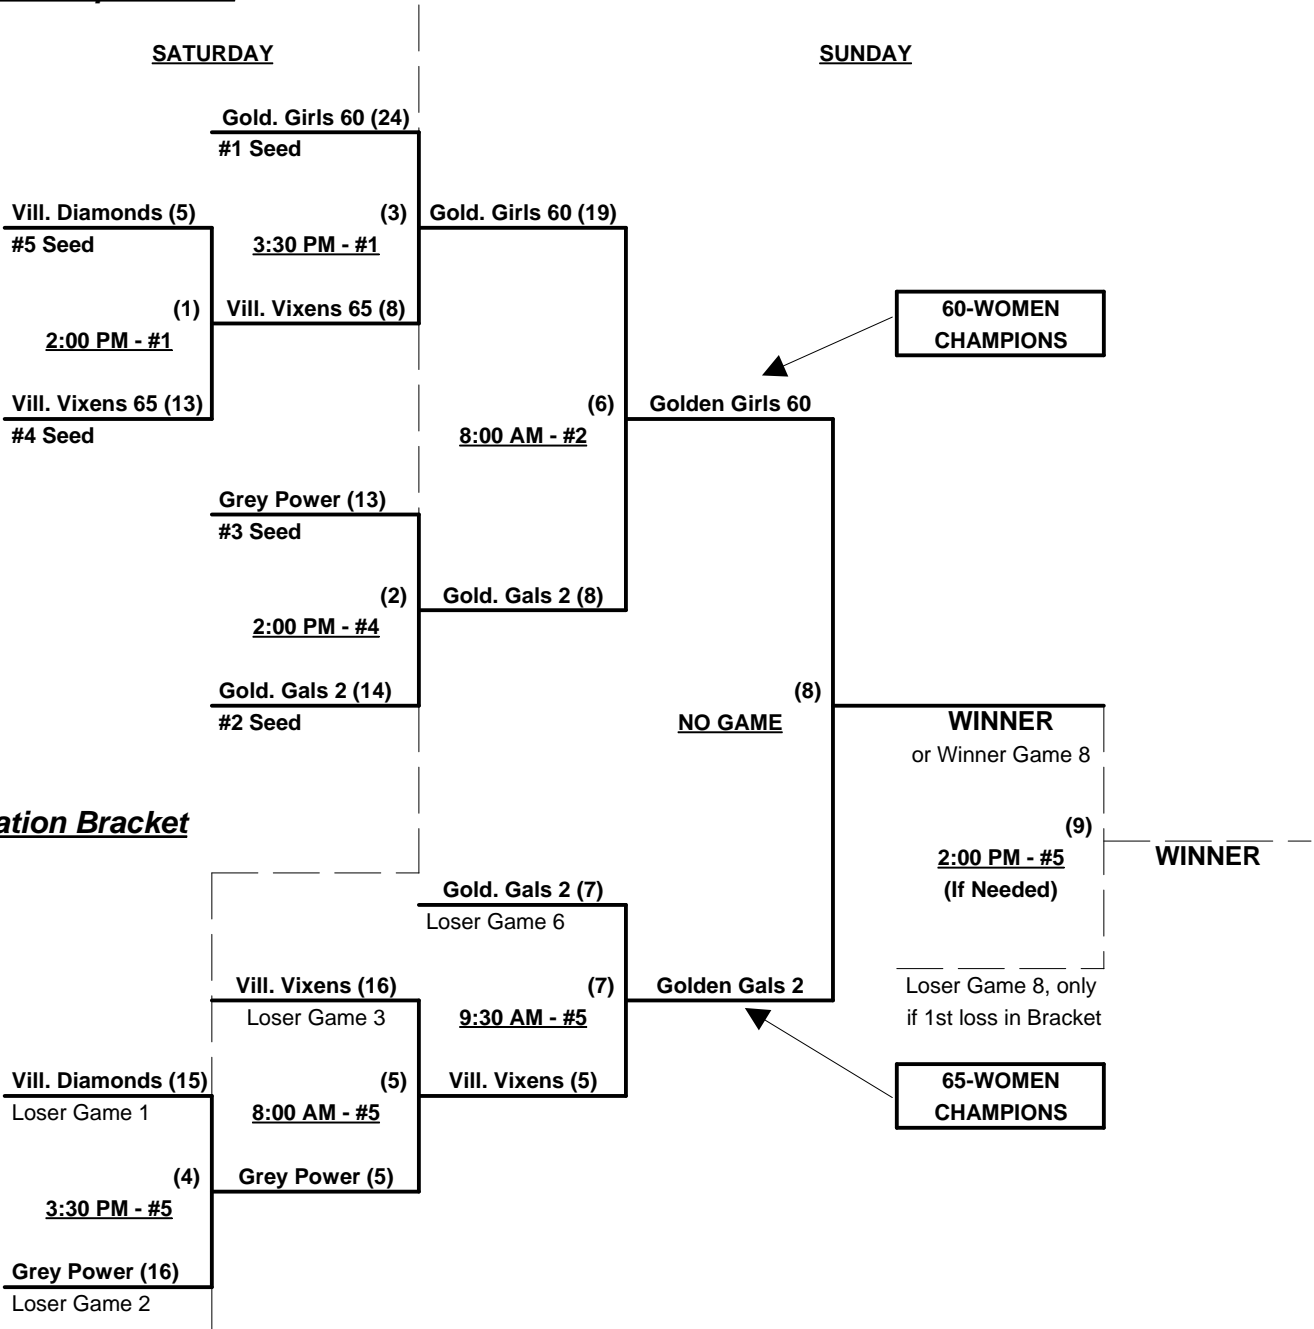 SATURDAY
SUNDAY
Gold. Girls 60 (24)
#1 Seed
Vill. Diamonds (5)
#5 Seed
(3)
3:30 PM - #1
Gold. Girls 60 (19)
(1)
2:00 PM - #1
Vill. Vixens 65 (8)
60-WOMEN
CHAMPIONS
Vill. Vixens 65 (13)
#4 Seed
(6)
8:00 AM - #2
Golden Girls 60
Grey Power (13)
#3 Seed
(2)
2:00 PM - #4
Gold. Gals 2 (8)
Gold. Gals 2 (14)
#2 Seed
(8)
NO GAME
WINNER
or Winner Game 8
ation Bracket
(9)
2:00 PM - #5
(If Needed)
WINNER
Gold. Gals 2 (7)
Loser Game 6
Vill. Vixens (16)
Loser Game 3
(7)
9:30 AM - #5
Golden Gals 2
Loser Game 8, only
if 1st loss in Bracket
Vill. Diamonds (15)
Loser Game 1
(5)
8:00 AM - #5
Vill. Vixens (5)
65-WOMEN
CHAMPIONS
(4)
3:30 PM - #5
Grey Power (5)
Grey Power (16)
Loser Game 2